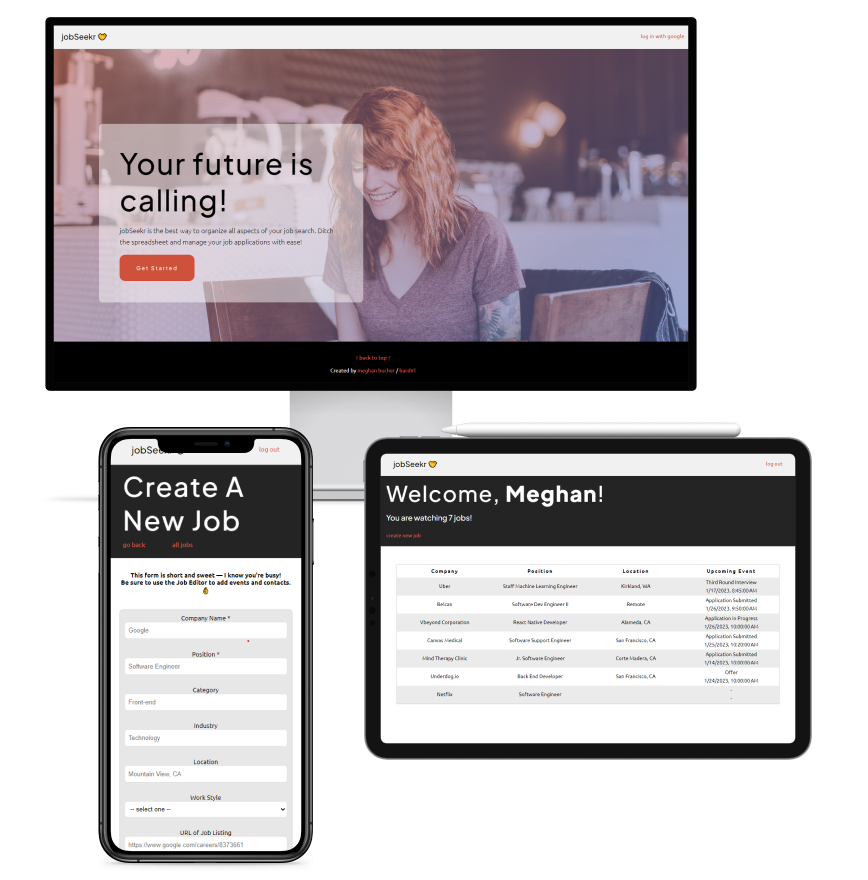 jobSeekr
log in with google
Your future is
calling!
jobSeekr is the best way to organize all aspects of your job search. Ditch
the spreadsheet and manage your job applications with ease!
Get Started
↑ back to top ↑
Created by meghan bucher /
jobSee
log out
Create A
New Job
go back
all jobs
This form is short and sweet — I know you're busy!
Be sure to use the Job Editor to add events and contacts.
Company Name *
Google
Position *
Software Engineer
Category
Front-end
Industry
Technology
Location
Mountain View, CA
Work Style
-- select one --
URL of Job Listing
https://www.google.com/careers/8373661
jobSeekr
log out
Welcome, Meghan!
You are watching 7 jobs!
create new job
Company Position Location Upcoming Event
Uber Staff Machine Learning Engineer Kirkland, WA Third Round Interview
1/17/2023, 8:45:00 AM
Belcan Software Dev Engineer II Remote Application Submitted
1/26/2023, 9:50:00 AM
Vbeyond Corporation React Native Developer Alameda, CA Application In Progress
1/26/2023, 10:00:00 AM
Canvas Medical Software Support Engineer San Francisco, CA Application Submitted
1/25/2023, 10:20:00 AM
Mind Therapy Clinic Jr. Software Engineer Corte Madera, CA Application Submitted
1/14/2023, 10:00:00 AM
Underdog.io Back End Developer San Francisco, CA Offer
1/24/2023, 10:00:00 AM
Netflix Software Engineer -
-